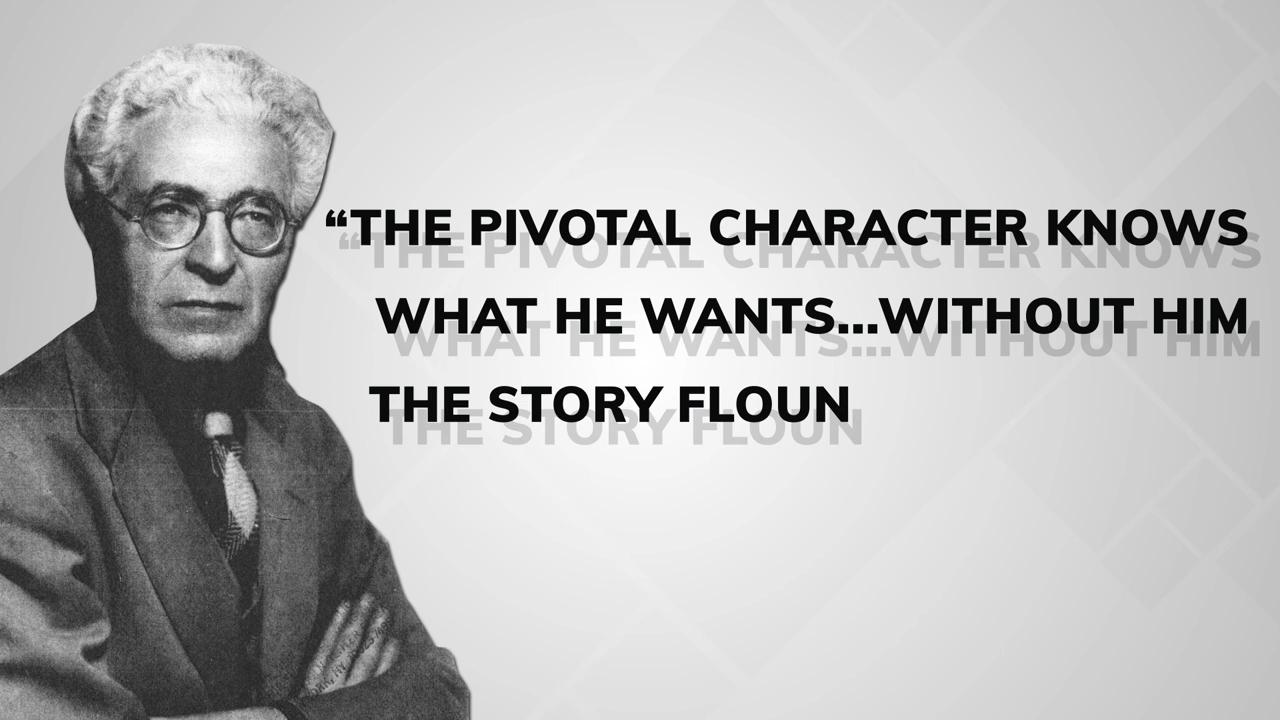 “THE PIVOTAL CHARACTER KNOWS
WHAT HE WANTS...WITHOUT HIM
THE STORY FLOUN